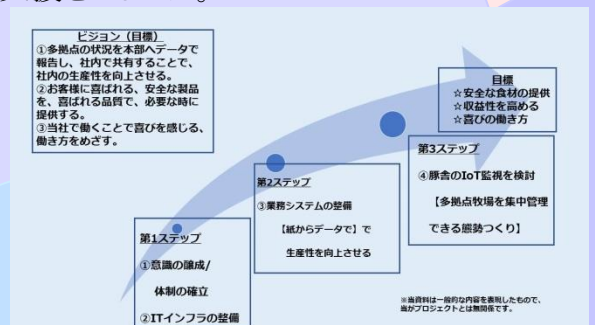 ビジョン（目標）
①多拠点の状況を本部へデータで
報告し、社内で共有することで、
社内の生産性を向上させる。
②お客様に喜ばれる、安全な製品
を、喜ばれる品質で、必要な時に
提供する。
③当社で働くことで喜びを感じる、
働き方をめざす。
目標
☆安全な食材の提供
☆収益性を高める
☆喜びの働き方
第3ステップ
④豚舎のIoT監視を検討
【多拠点牧場を集中管理
できる態勢つくり】
第2ステップ
③業務システムの整備
【紙からデータで】で
生産性を向上させる
第1ステップ
①意識の醸成/
体制の確立
②ITインフラの整備
※当資料は一般的な内容を表現したもので、
当がプロジェクトとは無関係です。